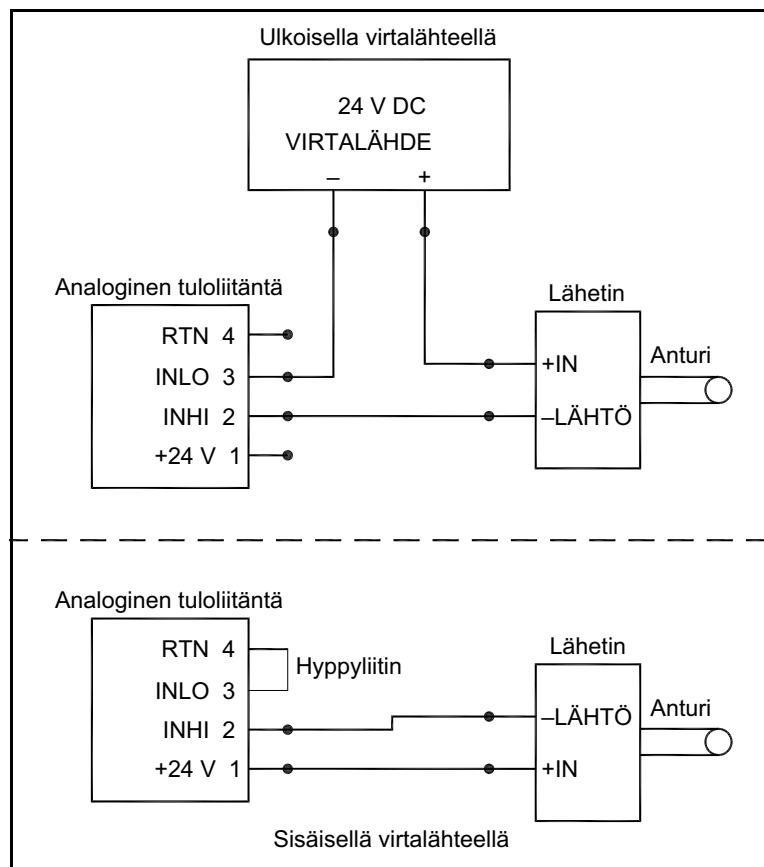 Ulkoisella virtalähteellä
24 V DC
VIRTALÄHDE
– +
Analoginen tuloliitäntä
RTN 4
INLO 3
INHI 2
+24 V 1
Lähetin
+IN
–LÄHTÖ
Anturi
Analoginen tuloliitäntä
RTN 4
INLO 3
INHI 2
+24 V 1
Hyppyliitin
Lähetin
–LÄHTÖ
+IN
Anturi
Sisäisellä virtalähteellä